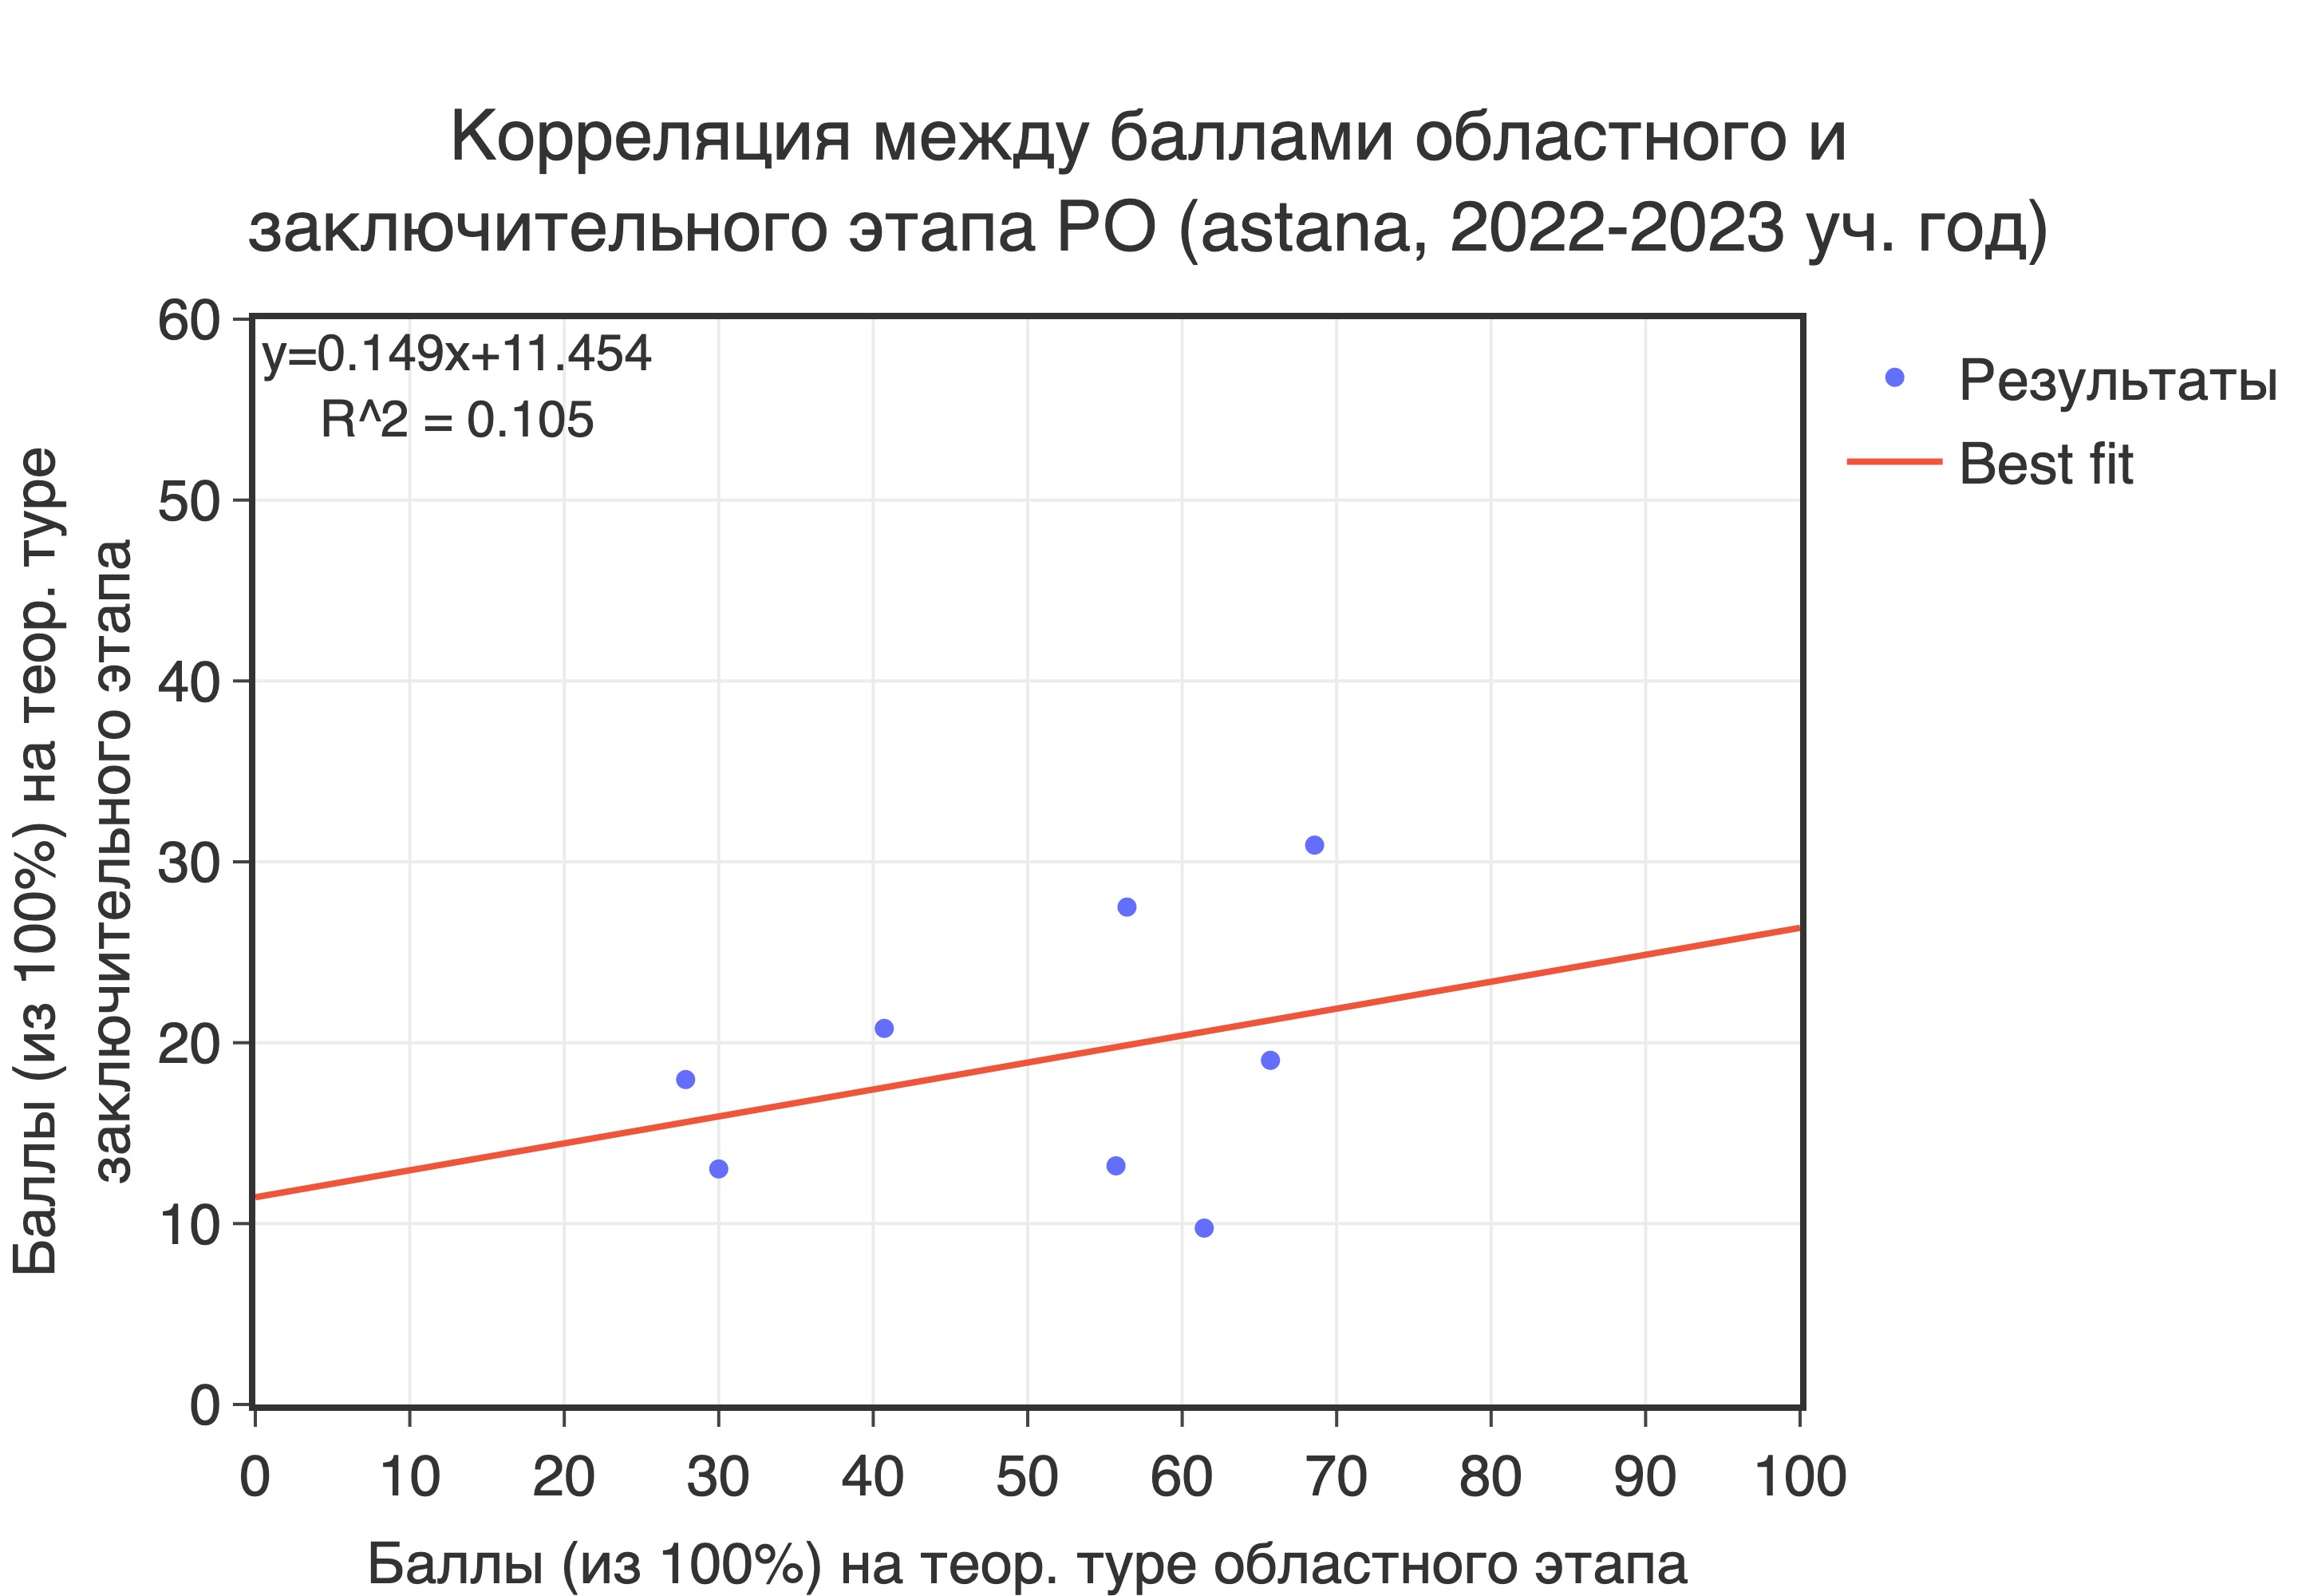 Корреляция между баллами областного и
заключительного этапа РО (astana, 2022-2023 уч. год)
y=0.149x+11.454
R^2 = 0.105
Результаты
Best fit
Баллы (из 100%) на теор. туре
заключительного этапа
60
50
40
30
20
10
0
0 10 20 30 40 50 60 70 80 90 100
Баллы (из 100%) на теор. туре областного этапа